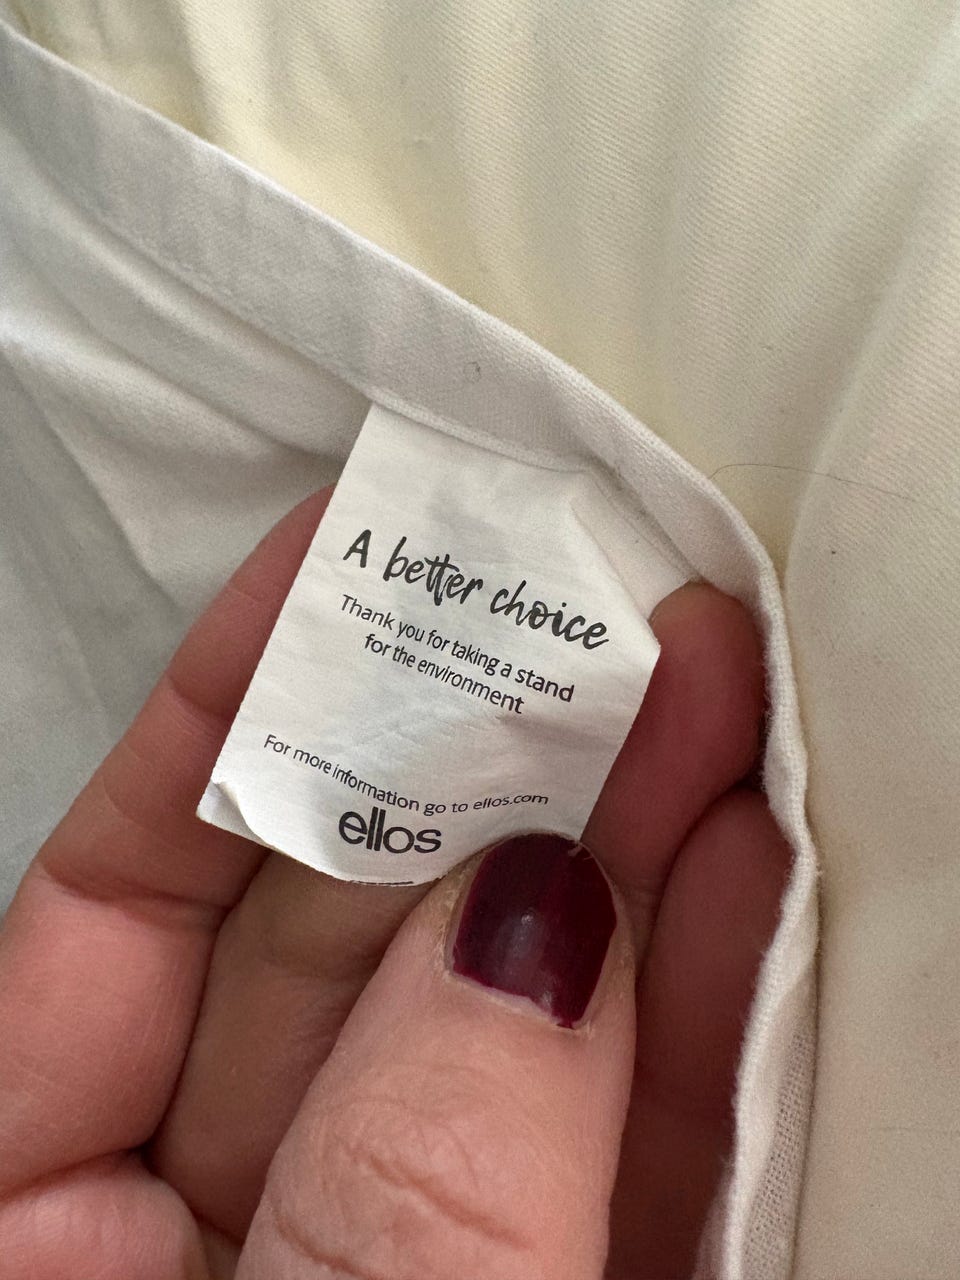 A better choice
Thank you for taking a stand
for the environment
For more information go to ellos.com
ellos